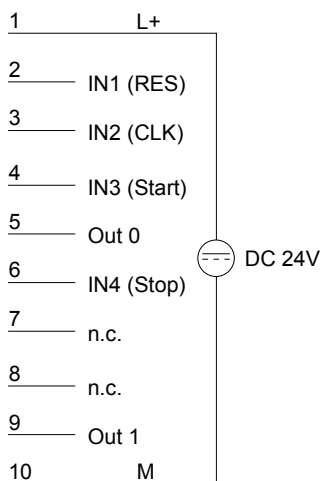 1 L+
2 IN1 (RES)
3 IN2 (CLK)
4 IN3 (Start)
5 Out 0
DC 24V
6 IN4 (Stop)
7 n.c.
8 n.c.
9 Out 1
10 M